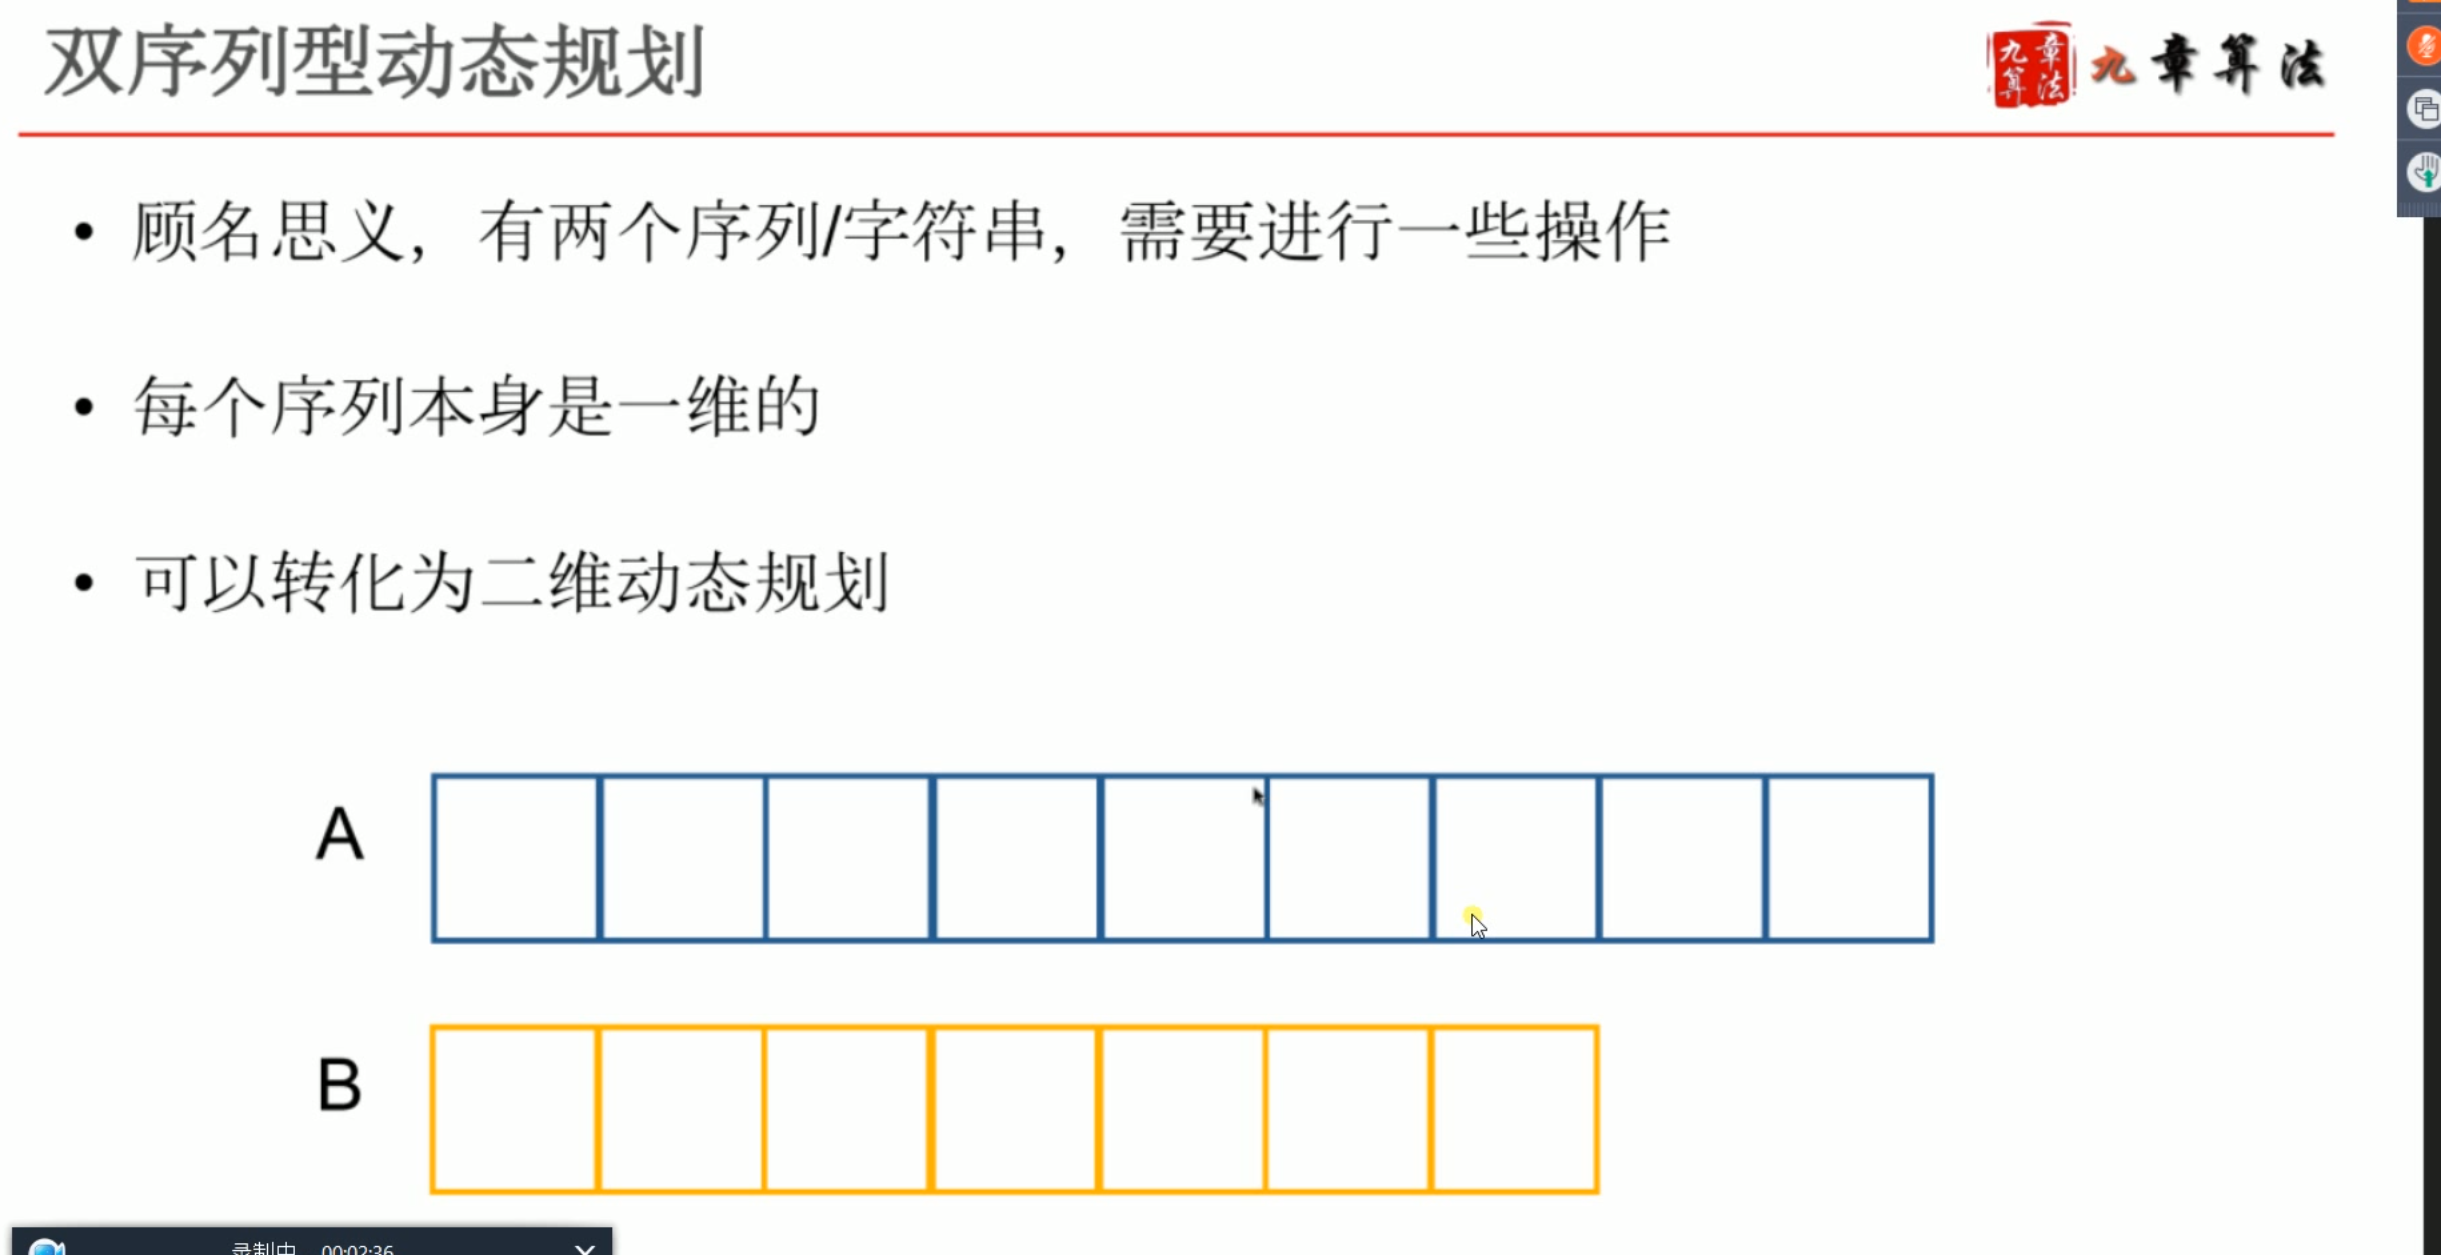 双序列型动态规划
九章算法 九章算法
• 顾名思义，有两个序列/字符串，需要进行一些操作
• 每个序列本身是一维的
• 可以转化为二维动态规划
A
B
录制中 00:02:36